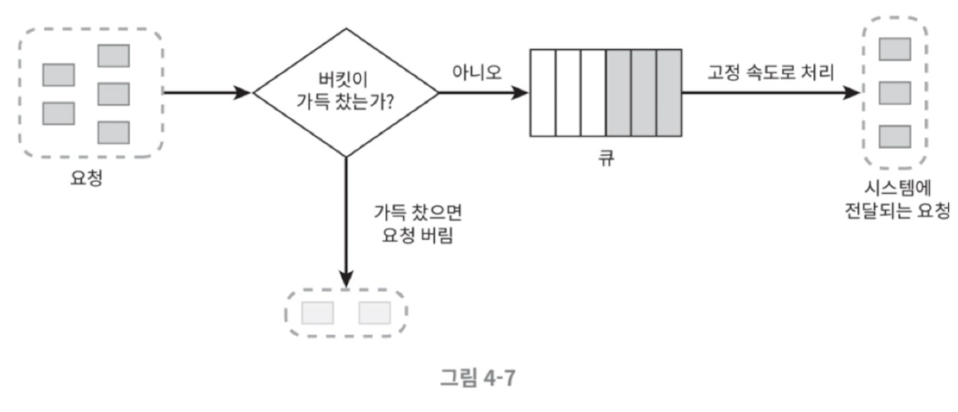 요청
버킷이
가득 찼는가?
아니오
큐
고정 속도로 처리
시스템에
전달되는 요청
가득 찼으면
요청 버림
그림 4-7